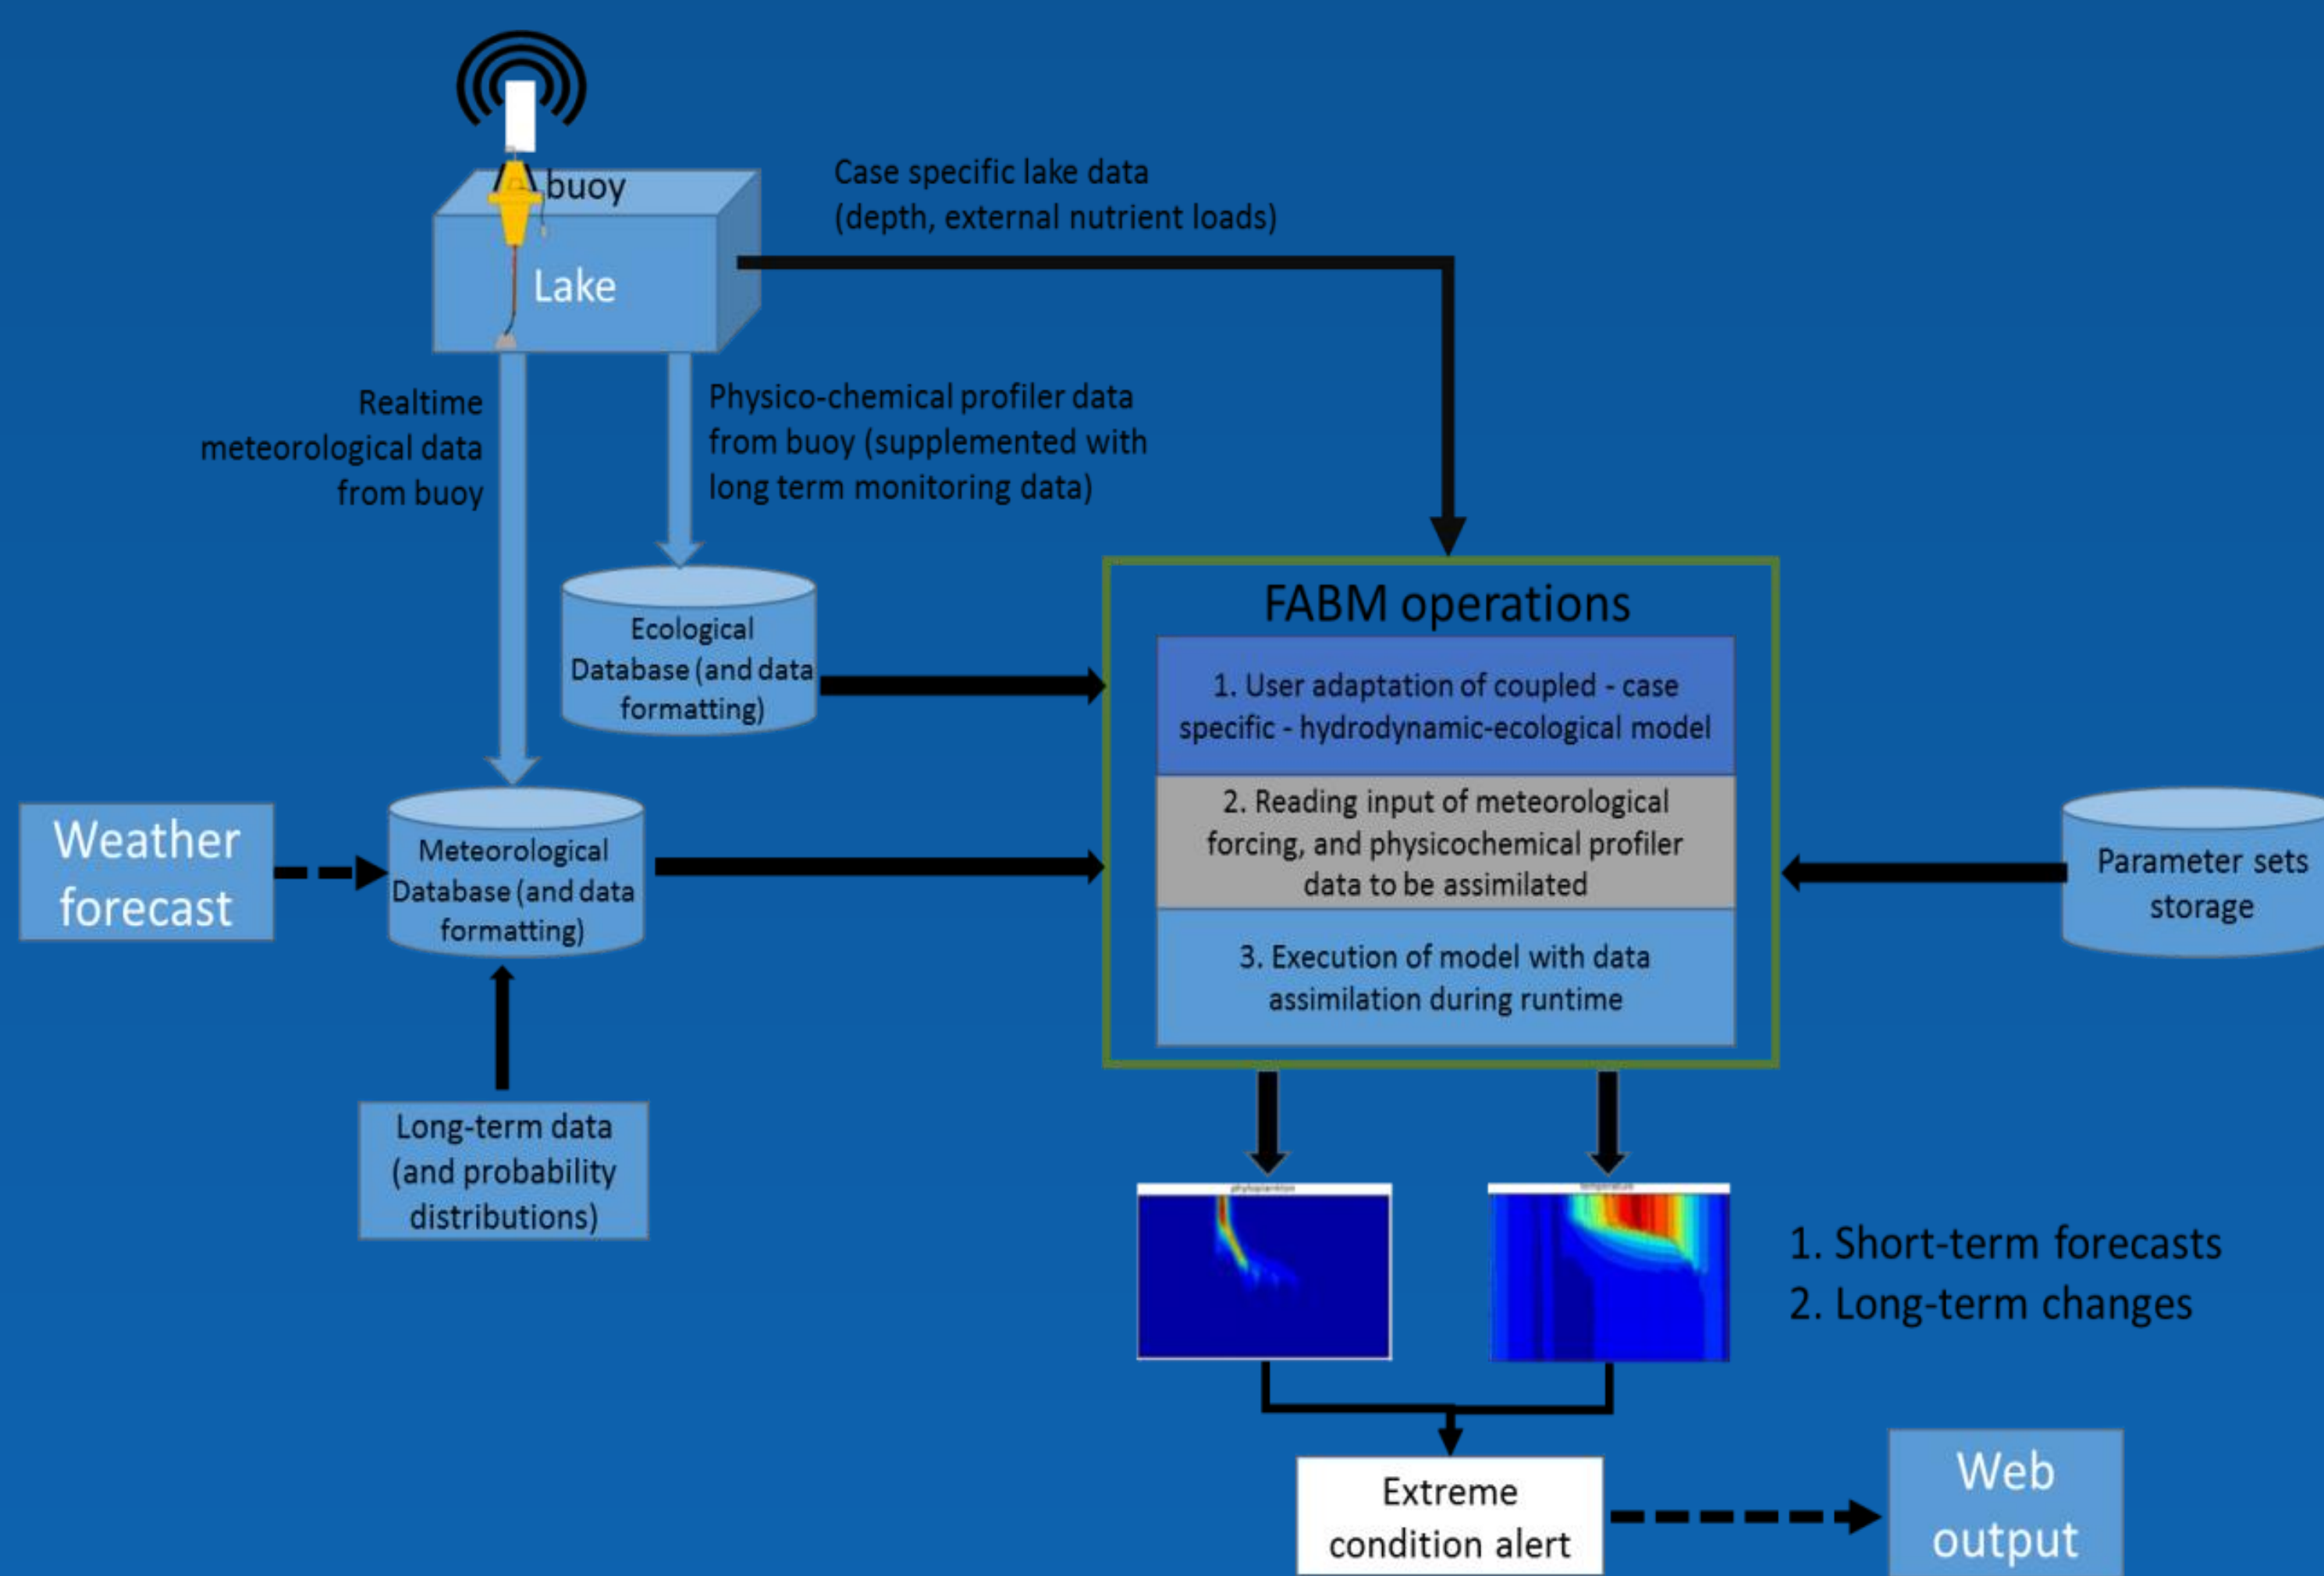 buoy
Lake
Case specific lake data
(depth, external nutrient loads)
Realtime
meteorological data
from buoy
Physico-chemical profiler data
from buoy (supplemented with
long term monitoring data)
Ecological
Database (and data
formatting)
FABM operations
1. User adaptation of coupled - case
specific - hydrodynamic-ecological model
2. Reading input of meteorological
forcing, and physicochemical profiler
data to be assimilated
3. Execution of model with data
assimilation during runtime
Weather
forecast
Meteorological
Database (and data
formatting)
Parameter sets
storage
Long-term data
(and probability
distributions)
phytoplankton
temperature
1. Short-term forecasts
2. Long-term changes
Extreme
condition alert
Web
output